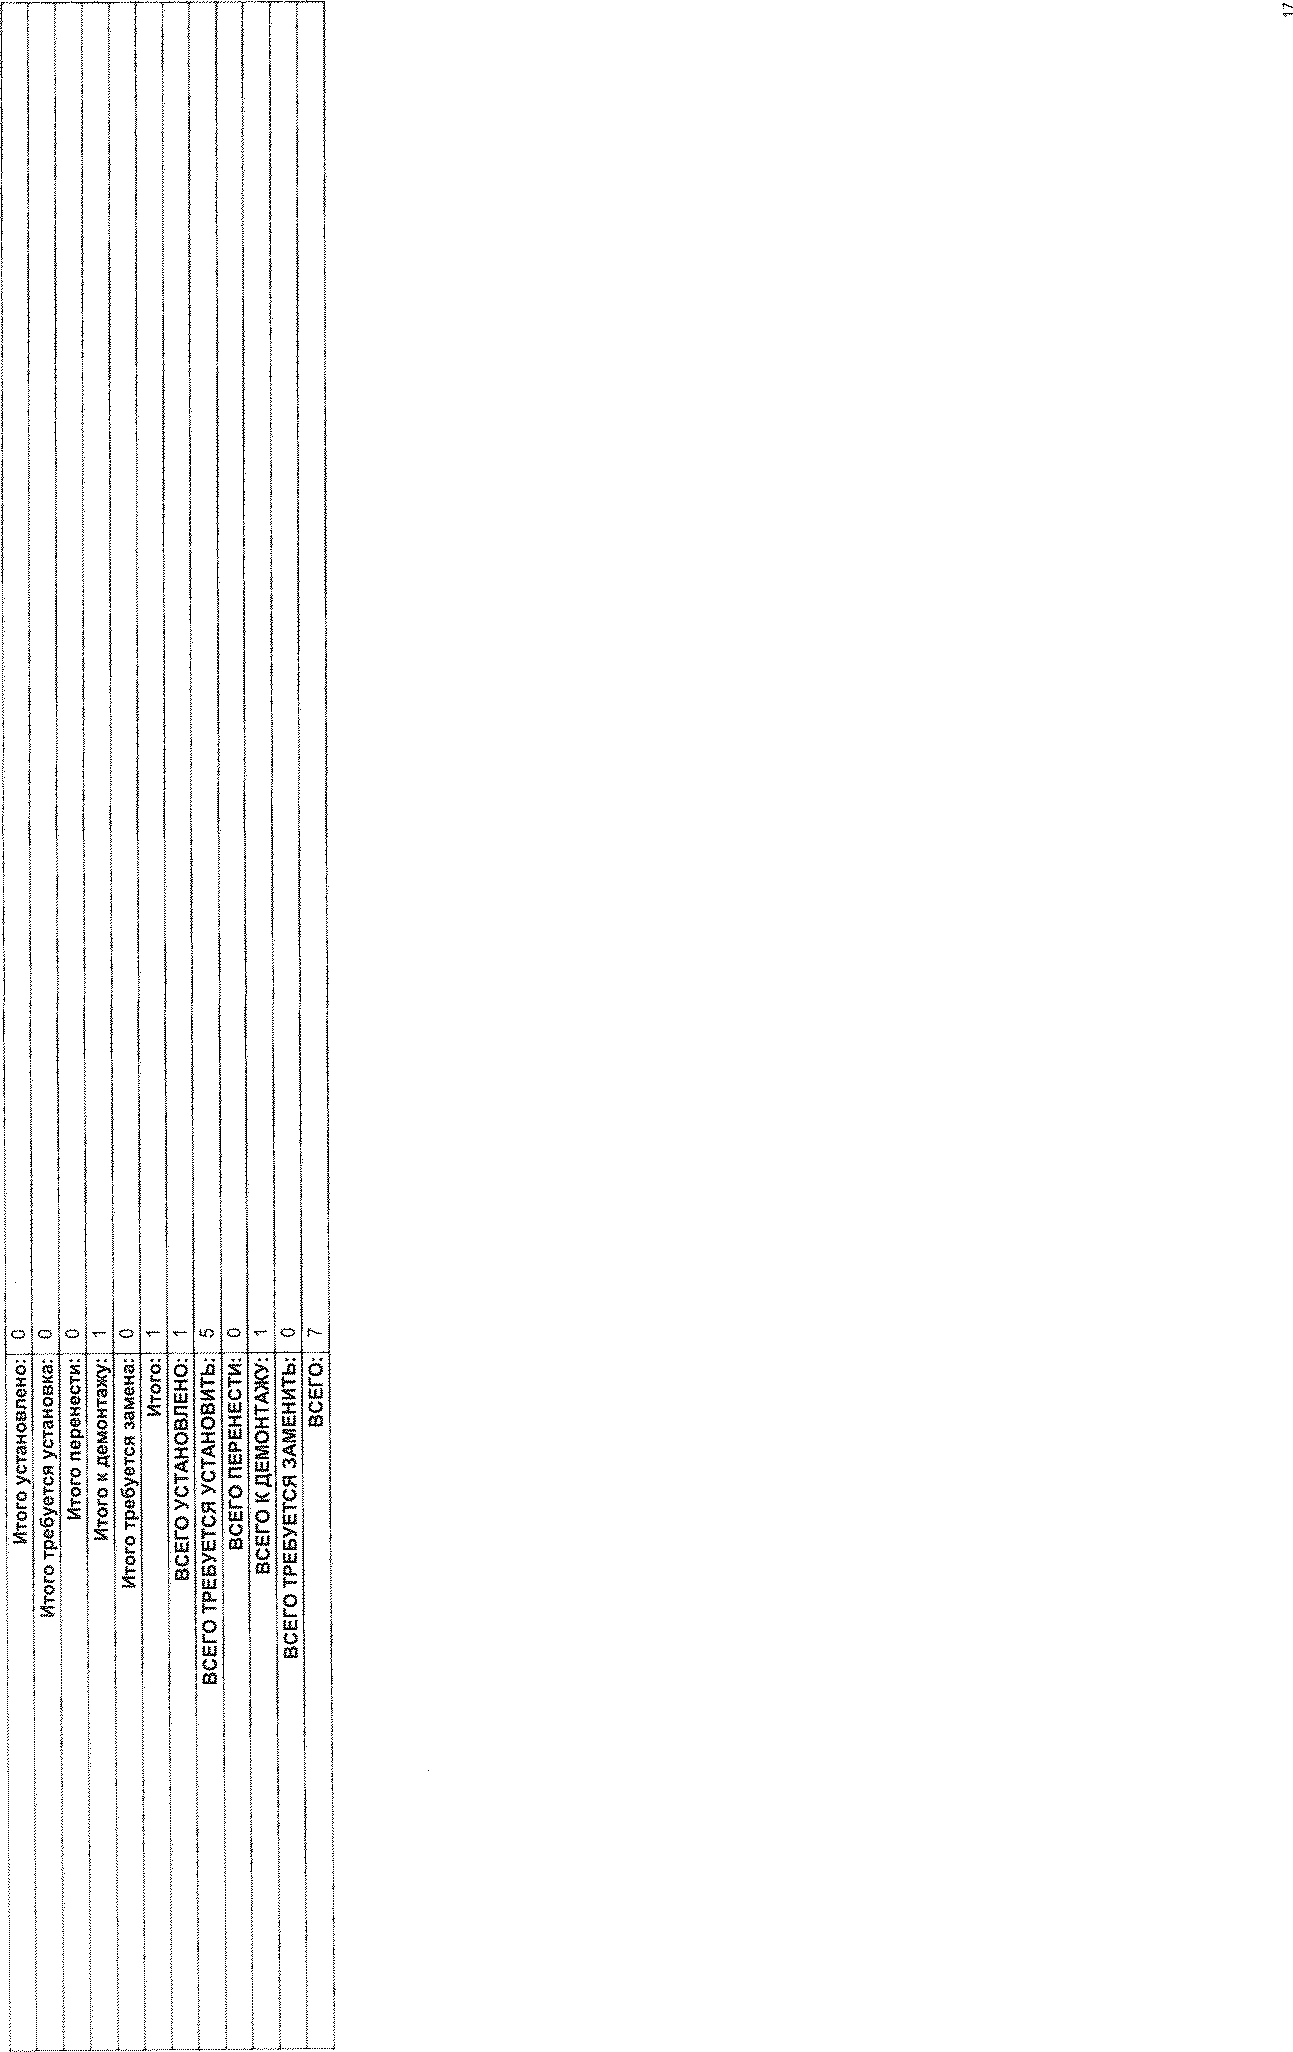 Итого установлено: 0
Итого требуется установка: 0
Итого перенести: 0
Итого к демонтажу: 1
Итого требуется замена: 0
Итого: 1
ВСЕГО УСТАНОВЛЕНО: 1
ВСЕГО ТРЕБУЕТСЯ УСТАНОВИТЬ: 5
ВСЕГО ПЕРЕНЕСТИ: 0
ВСЕГО К ДЕМОНТАЖУ: 1
ВСЕГО ТРЕБУЕТСЯ ЗАМЕНИТЬ: 0
ВСЕГО: 7
17